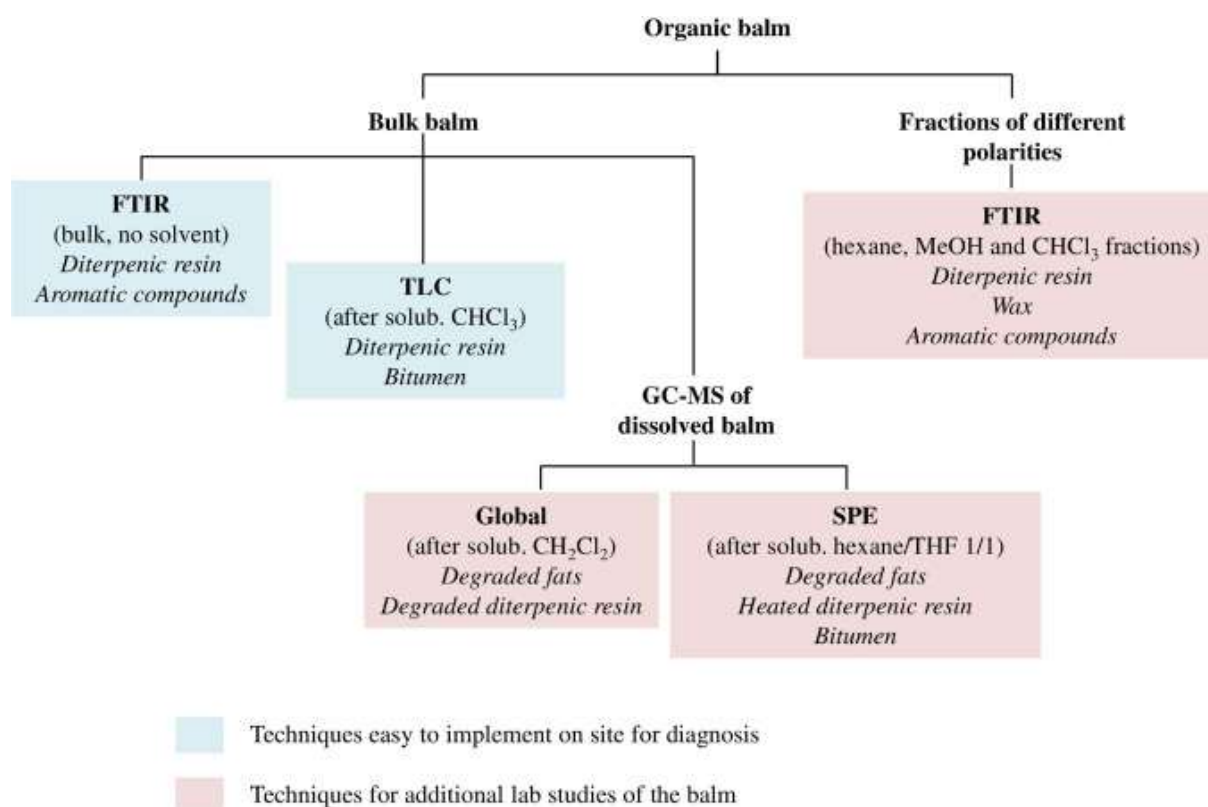 Organic balm
Bulk balm
Fractions of different
polarities
FTIR
(bulk, no solvent)
Diterpenic resin
Aromatic compounds
TLC
(after solub. CHCl₃)
Diterpenic resin
Bitumen
FTIR
(hexane, MeOH and CHCl₃ fractions)
Diterpenic resin
Wax
Aromatic compounds
GC-MS of
dissolved balm
Global
(after solub. CH₂Cl₂)
Degraded fats
Degraded diterpenic resin
SPE
(after solub. hexane/THF 1/1)
Degraded fats
Heated diterpenic resin
Bitumen
Techniques easy to implement on site for diagnosis
Techniques for additional lab studies of the balm